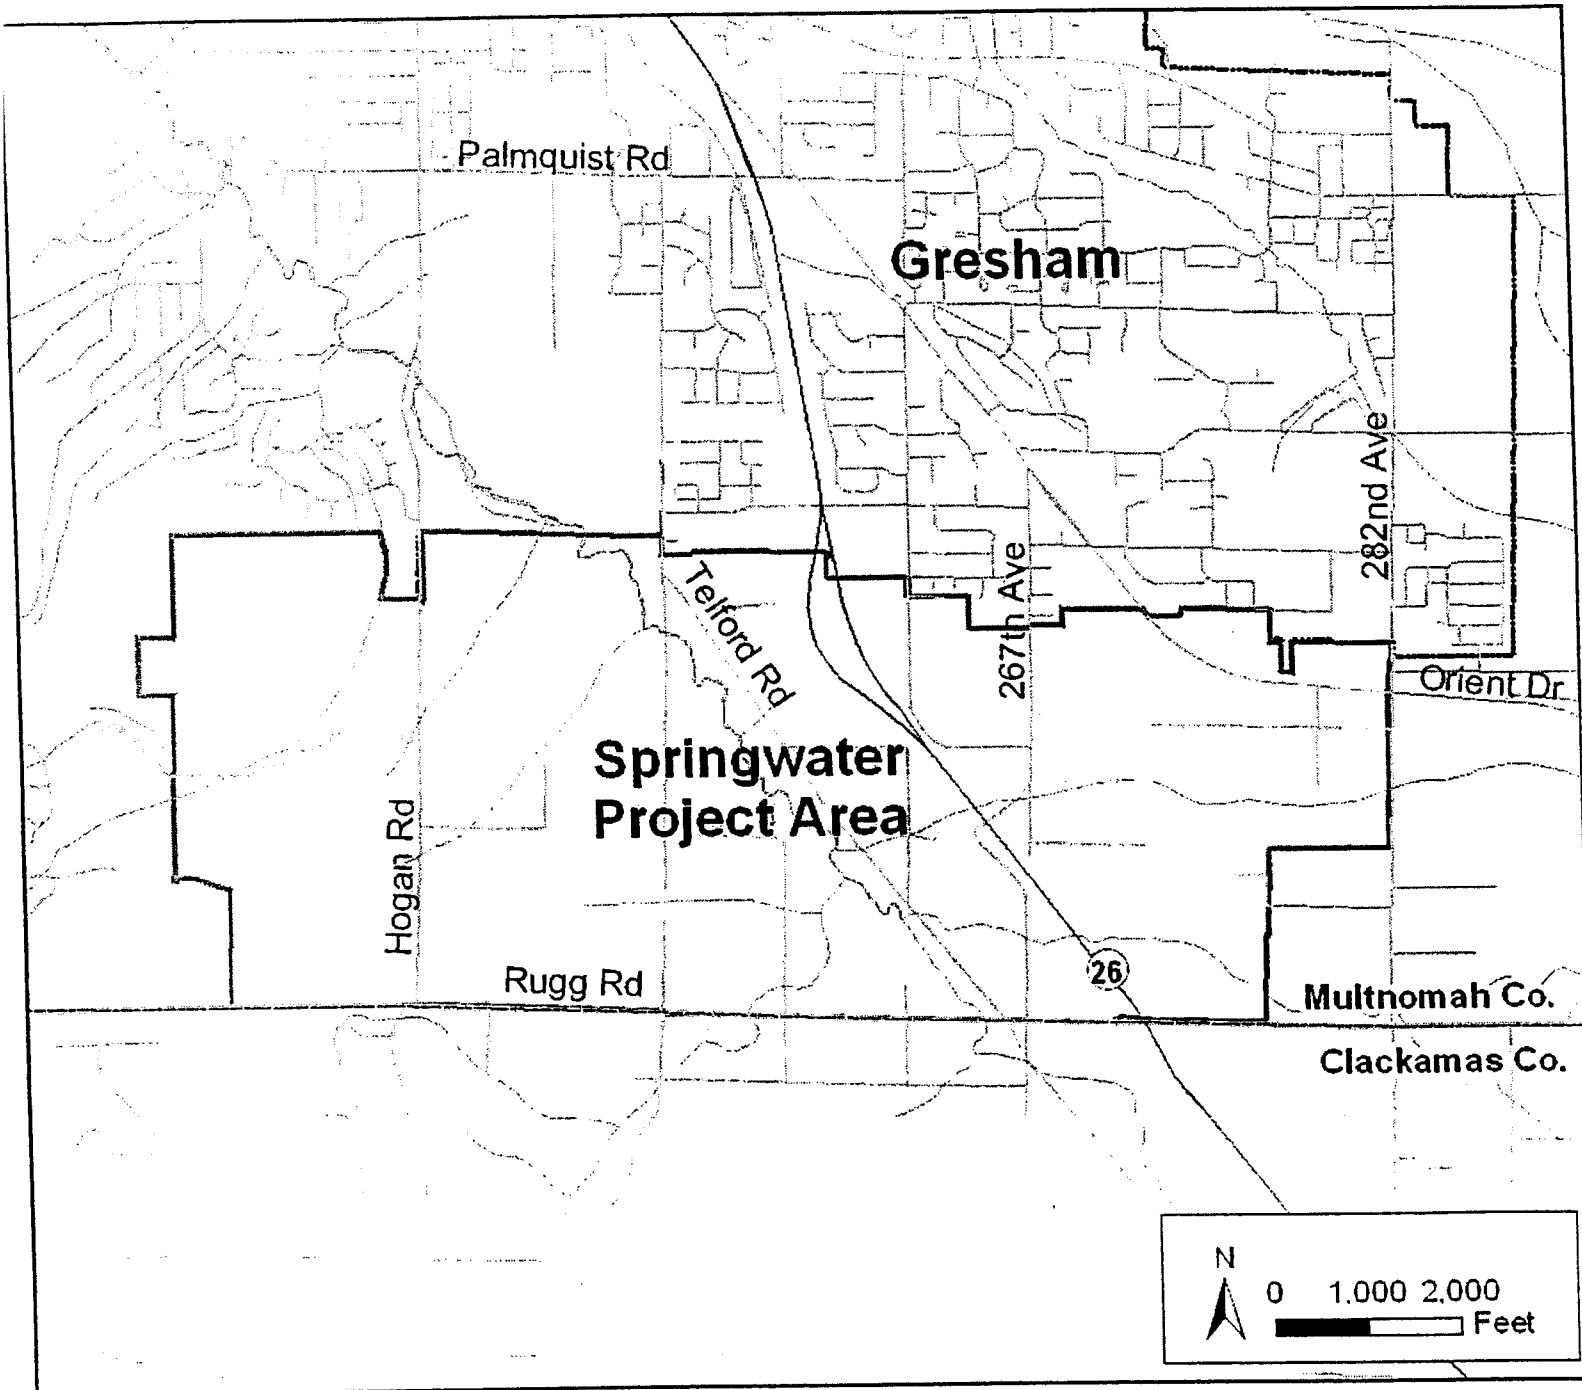 Palmquist Rd
Gresham
282nd Ave
267th Ave
Telford Rd
Orient Dr
Springwater
Project Area
Hogan Rd
Rugg Rd
26
Multnomah Co.
Clackamas Co.
N
0 1,000 2,000
Feet